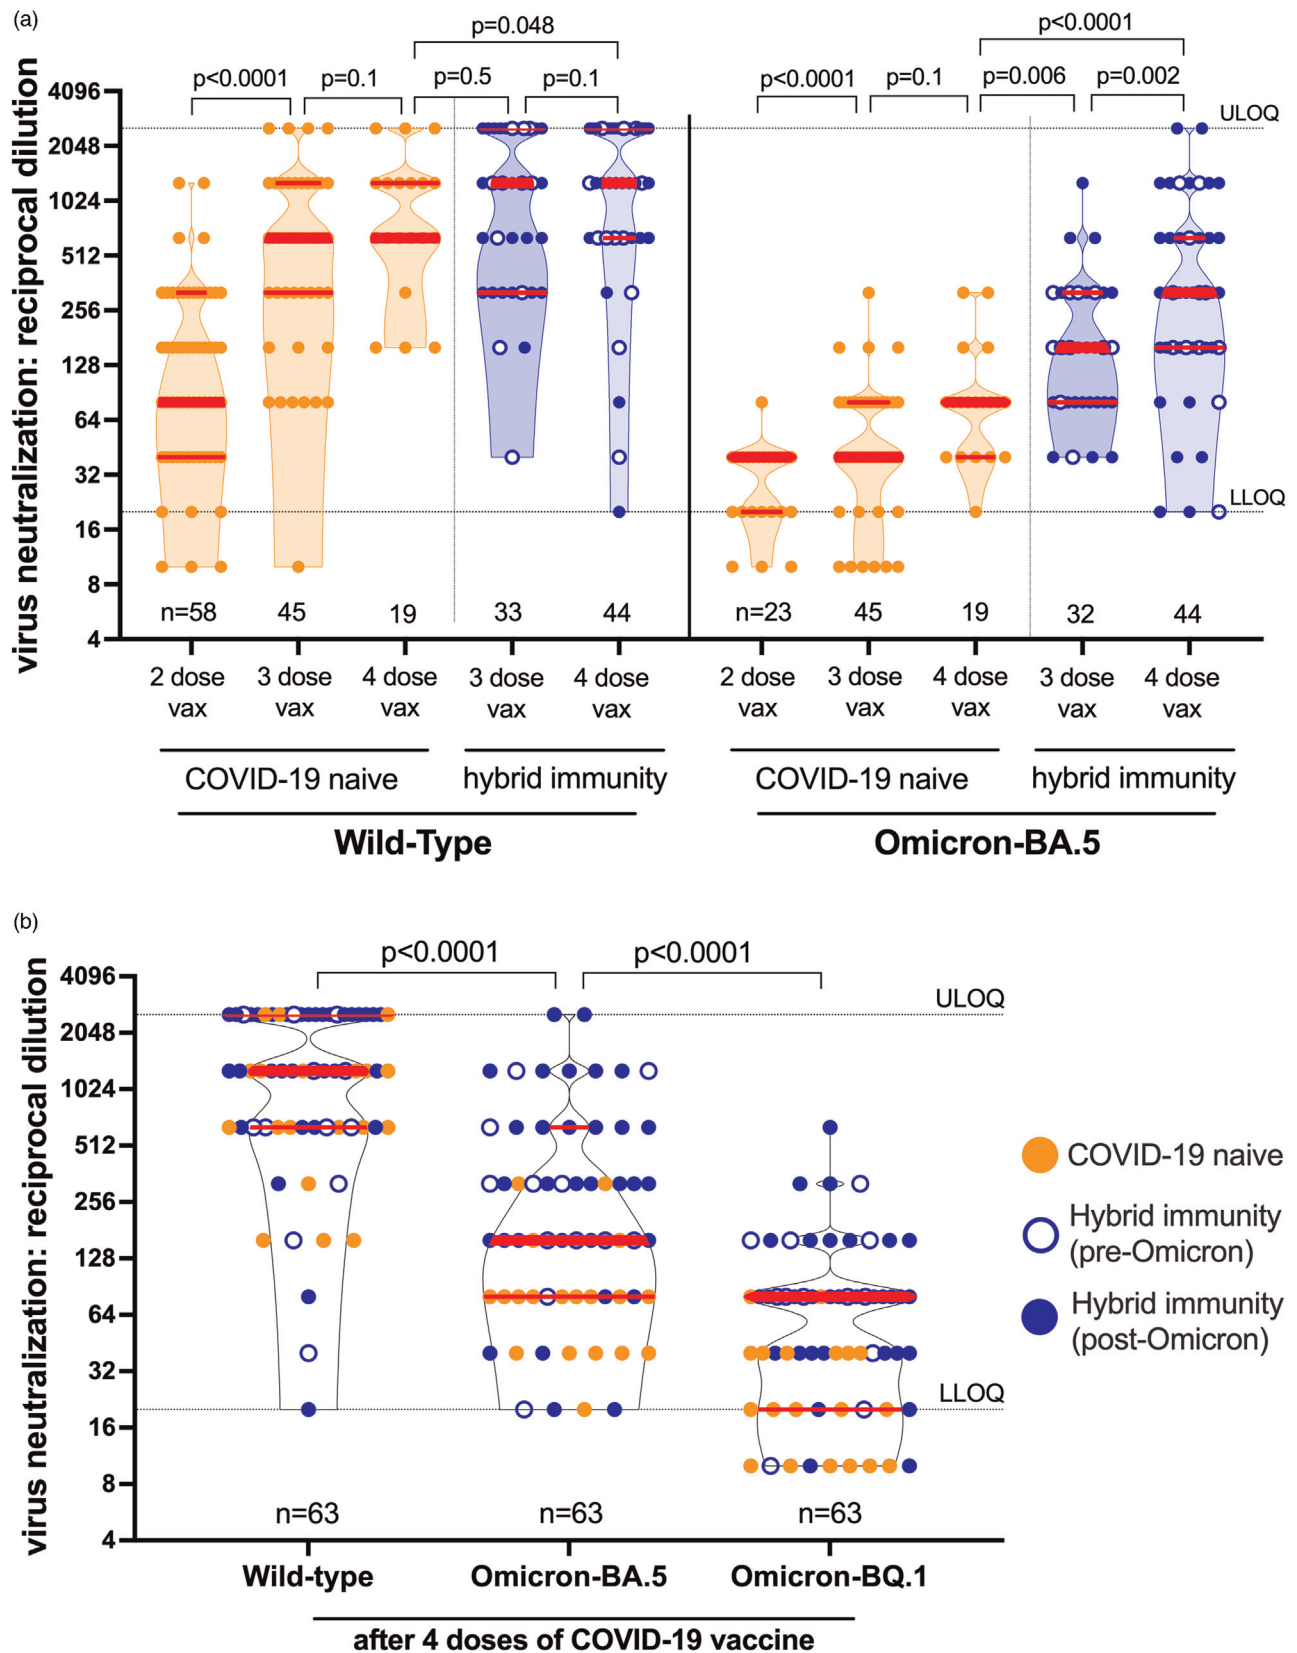 (a)
p=0.048
p<0.0001
p<0.0001 p=0.1 p=0.5 p=0.1
p<0.0001 p=0.1 p=0.006 p=0.002
virus neutralization: reciprocal dilution
4096
2048
1024
512
256
128
64
32
16
8
4
ULOQ
LLOQ
n=58 45 19 33 44
n=23 45 19 32 44
2 dose vax
3 dose vax
4 dose vax
3 dose vax
4 dose vax
2 dose vax
3 dose vax
4 dose vax
3 dose vax
4 dose vax
COVID-19 naive hybrid immunity
COVID-19 naive hybrid immunity
Wild-Type
Omicron-BA.5
(b)
p<0.0001 p<0.0001
virus neutralization: reciprocal dilution
4096
2048
1024
512
256
128
64
32
16
8
4
ULOQ
LLOQ
COVID-19 naive
Hybrid immunity
(pre-Omicron)
Hybrid immunity
(post-Omicron)
n=63 n=63 n=63
Wild-type Omicron-BA.5 Omicron-BQ.1
after 4 doses of COVID-19 vaccine